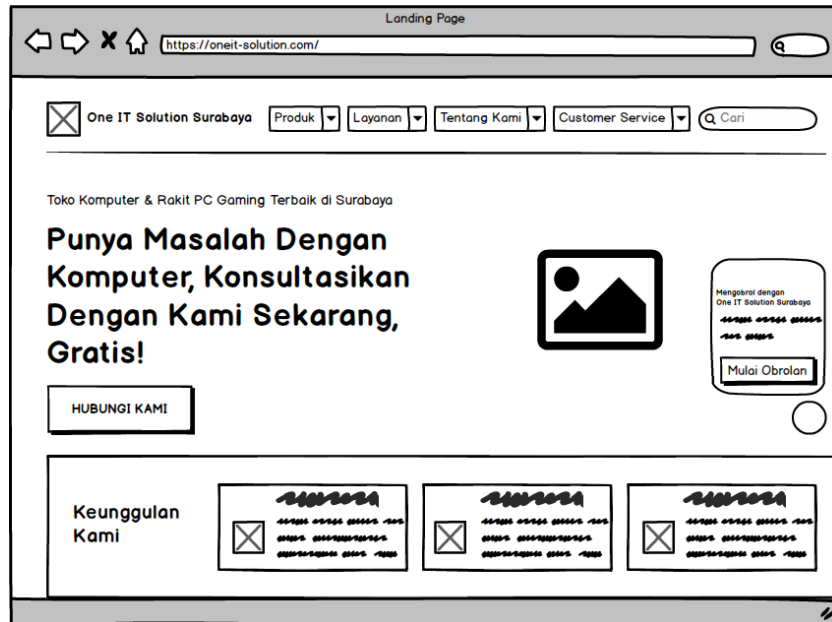 Landing Page
https://oneit-solution.com/
One IT Solution Surabaya
Produk
Layanan
Tentang Kami
Customer Service
Cari
Toko Komputer & Rakit PC Gaming Terbaik di Surabaya
Punya Masalah Dengan
Komputer, Konsultasikan
Dengan Kami Sekarang,
Gratis!
HUBUNGI KAMI
Mengobrol dengan
One IT Solution Surabaya
Mulai Obrolan
Keunggulan
Kami